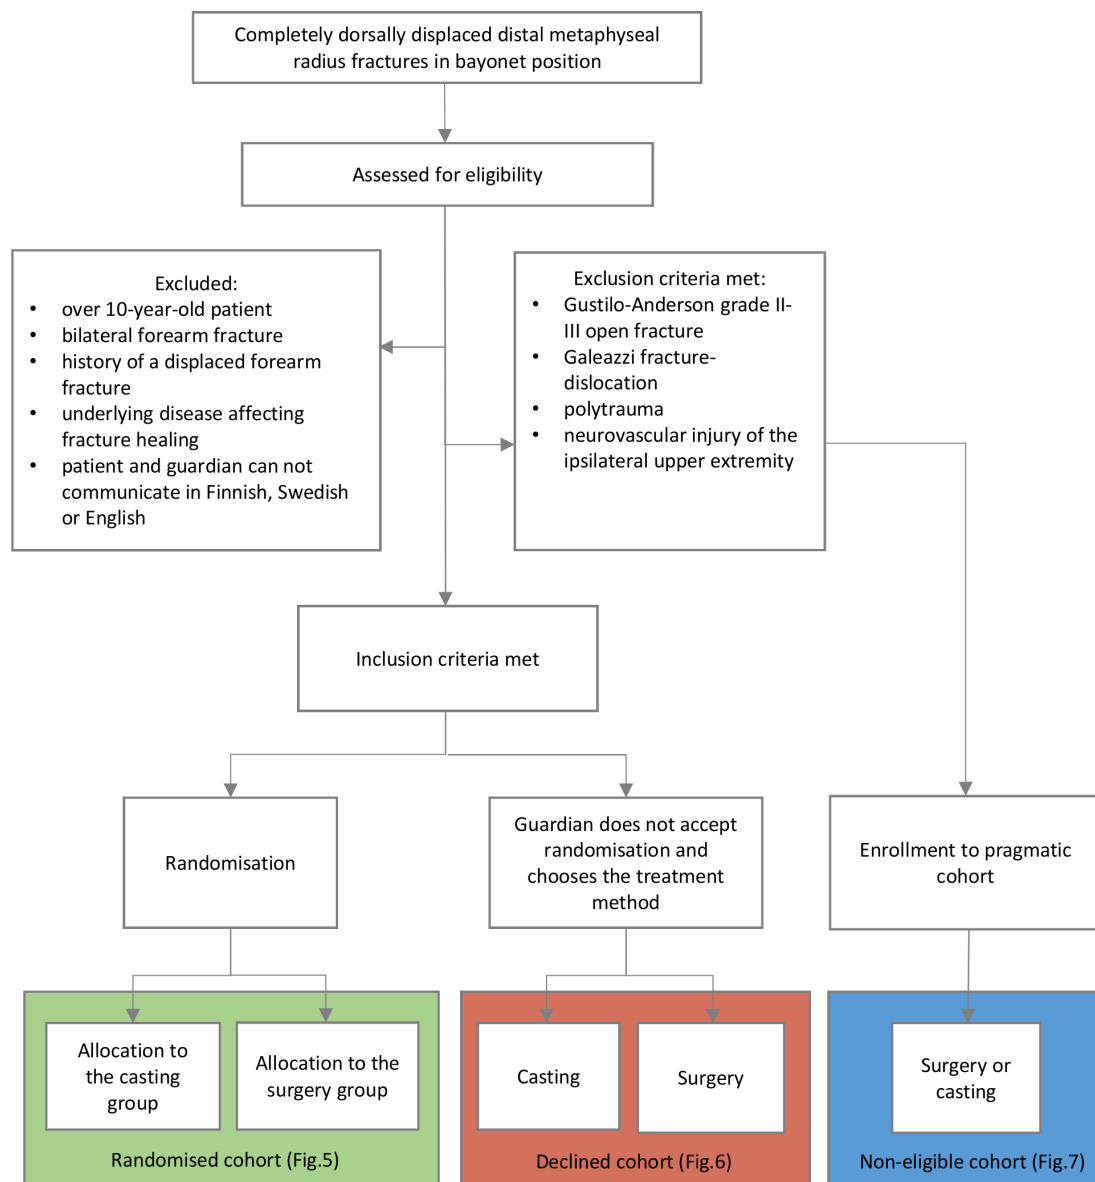 Completely dorsally displaced distal metaphyseal
radius fractures in bayonet position
Assessed for eligibility
Excluded:
• over 10-year-old patient
• bilateral forearm fracture
• history of a displaced forearm
fracture
• underlying disease affecting
fracture healing
• patient and guardian can not
communicate in Finnish, Swedish
or English
Exclusion criteria met:
• Gustilo-Anderson grade II-
III open fracture
• Galeazzi fracture-
dislocation
• polytrauma
• neurovascular injury of the
ipsilateral upper extremity
Inclusion criteria met
Randomisation
Guardian does not accept
randomisation and
chooses the treatment
method
Enrollment to pragmatic
cohort
Allocation to
the casting
group
Allocation to the
surgery group
Casting
Surgery
Surgery or
casting
Randomised cohort (Fig.5)
Declined cohort (Fig.6)
Non-eligible cohort (Fig.7)